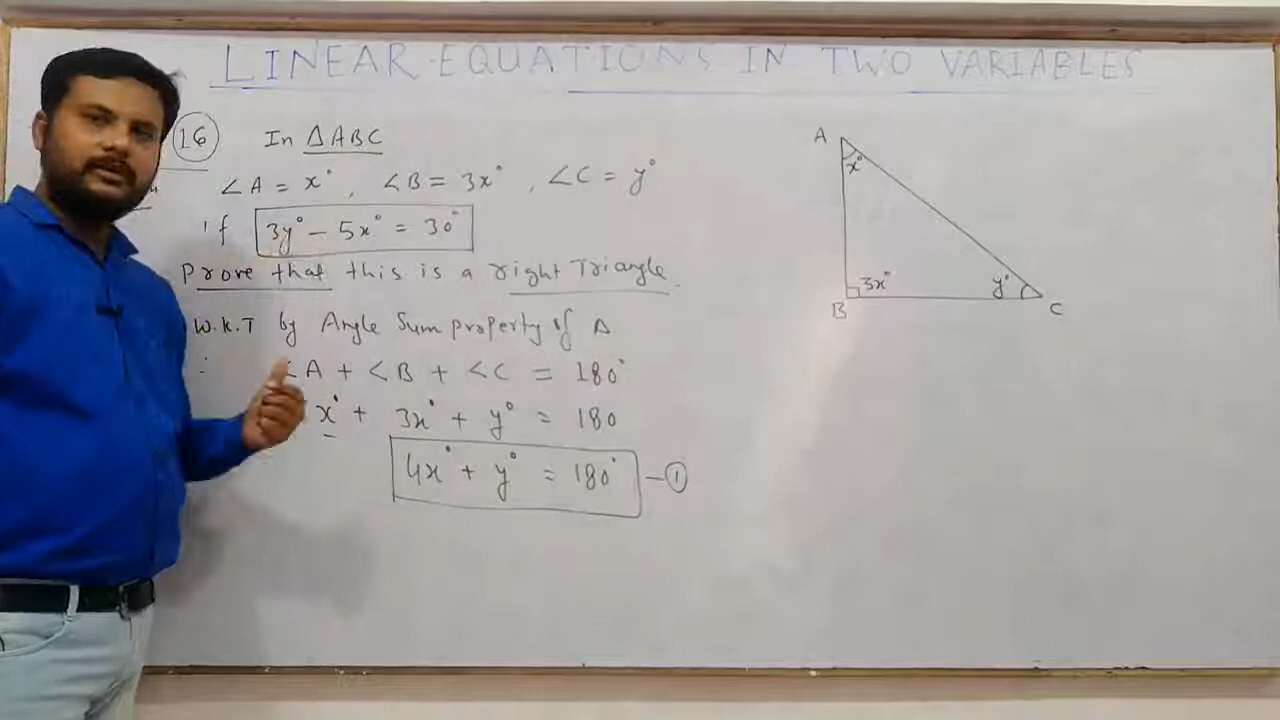 LINEAR EQUATIONS IN TWO VARIABLES
16 In ΔABC
∠A = x°, ∠B = 3x°, ∠C = y°
if 3y° - 5x° = 30°
Prove that this is a right Triangle.
W.K.T by Angle Sum property of Δ
∠A + ∠B + ∠C = 180°
x° + 3x° + y° = 180
4x° + y° = 180° - ①
A
x°
3x°
y°
B
C